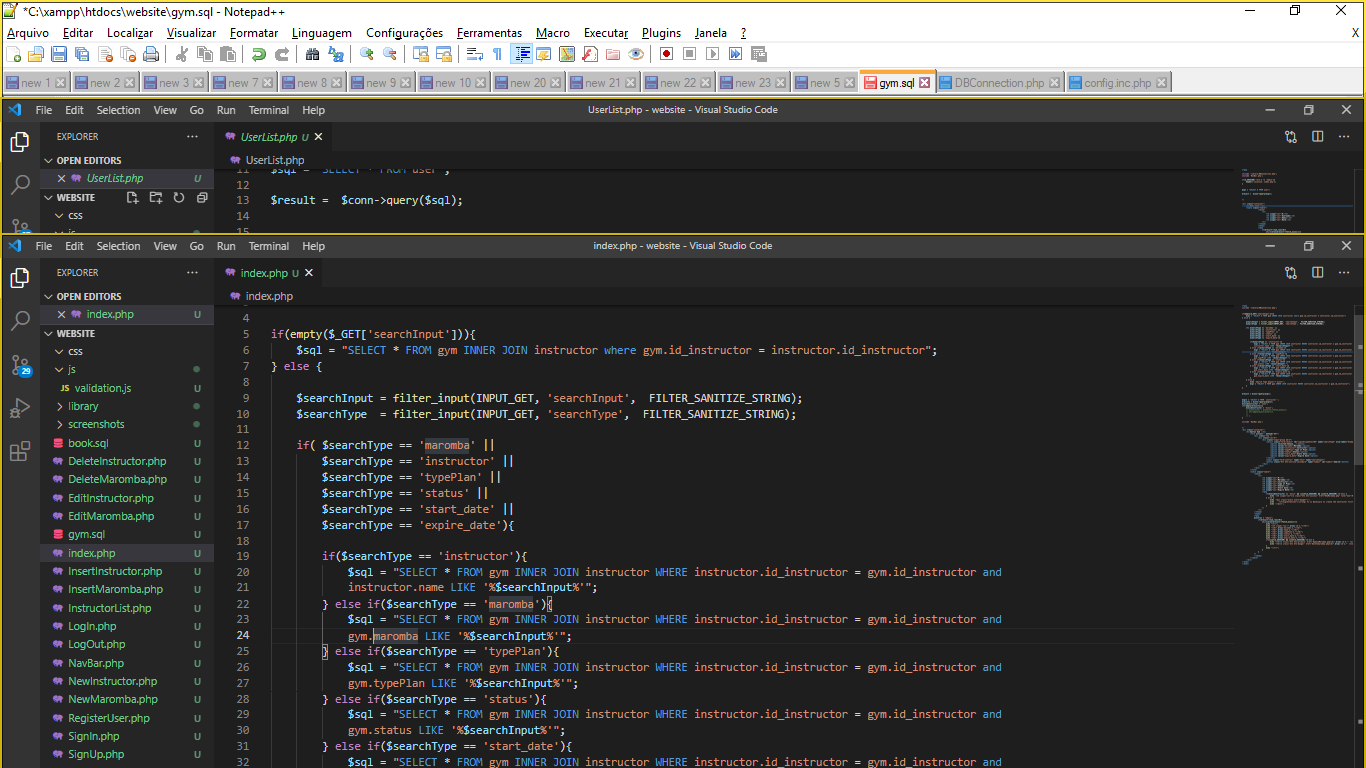 *C:\xampp\htdocs\website\gym.sql - Notepad++
Arquivo Editar Localizar Visualizar Formatar Linguagem Configurações Ferramentas Macro Executar Plugins Janela ? X
new 1 new 2 new 3 new 7 new 8 new 9 new 10 new 20 new 21 new 22 new 23 new 5 gym.sql DBConnection.php config.inc.php
File Edit Selection View Go Run Terminal Help UserList.php - website - Visual Studio Code
EXPLORER ··· UserList.php U
OPEN EDITORS UserList.php
UserList.php U
11 $sql = "SELECT * FROM user";
WEBSITE
12
css
13 $result = $conn->query($sql);
14
js
15
File Edit Selection View Go Run Terminal Help index.php - website - Visual Studio Code
EXPLORER ··· index.php U
OPEN EDITORS index.php
index.php U
WEBSITE
css
js
validation.js U
library
screenshots
book.sql U
DeleteInstructor.php U
DeleteMaromba.php U
EditInstructor.php U
EditMaromba.php U
gym.sql U
index.php U
InsertInstructor.php U
InsertMaromba.php U
InstructorList.php U
LogIn.php U
LogOut.php U
NavBar.php U
NewInstructor.php U
NewMaromba.php U
RegisterUser.php U
SignIn.php U
SignUp.php U
29
4
5 if(empty($_GET['searchInput'])){
6 $sql = "SELECT * FROM gym INNER JOIN instructor where gym.id_instructor = instructor.id_instructor";
7 } else {
8
9 $searchInput = filter_input(INPUT_GET, 'searchInput', FILTER_SANITIZE_STRING);
10 $searchType = filter_input(INPUT_GET, 'searchType', FILTER_SANITIZE_STRING);
11
12 if( $searchType == 'maromba' ||
13 $searchType == 'instructor' ||
14 $searchType == 'typePlan' ||
15 $searchType == 'status' ||
16 $searchType == 'start_date' ||
17 $searchType == 'expire_date'){
18
19 if($searchType == 'instructor'){
20 $sql = "SELECT * FROM gym INNER JOIN instructor WHERE instructor.id_instructor = gym.id_instructor and
21 instructor.name LIKE '%$searchInput%'";
22 } else if($searchType == 'maromba'){
23 $sql = "SELECT * FROM gym INNER JOIN instructor WHERE instructor.id_instructor = gym.id_instructor and
24 gym.maromba LIKE '%$searchInput%'";
25 } else if($searchType == 'typePlan'){
26 $sql = "SELECT * FROM gym INNER JOIN instructor WHERE instructor.id_instructor = gym.id_instructor and
27 gym.typePlan LIKE '%$searchInput%'";
28 } else if($searchType == 'status'){
29 $sql = "SELECT * FROM gym INNER JOIN instructor WHERE instructor.id_instructor = gym.id_instructor and
30 gym.status LIKE '%$searchInput%'";
31 } else if($searchType == 'start_date'){
32 $sql = "SELECT * FROM gym INNER JOIN instructor WHERE instructor.id_instructor = gym.id_instructor and